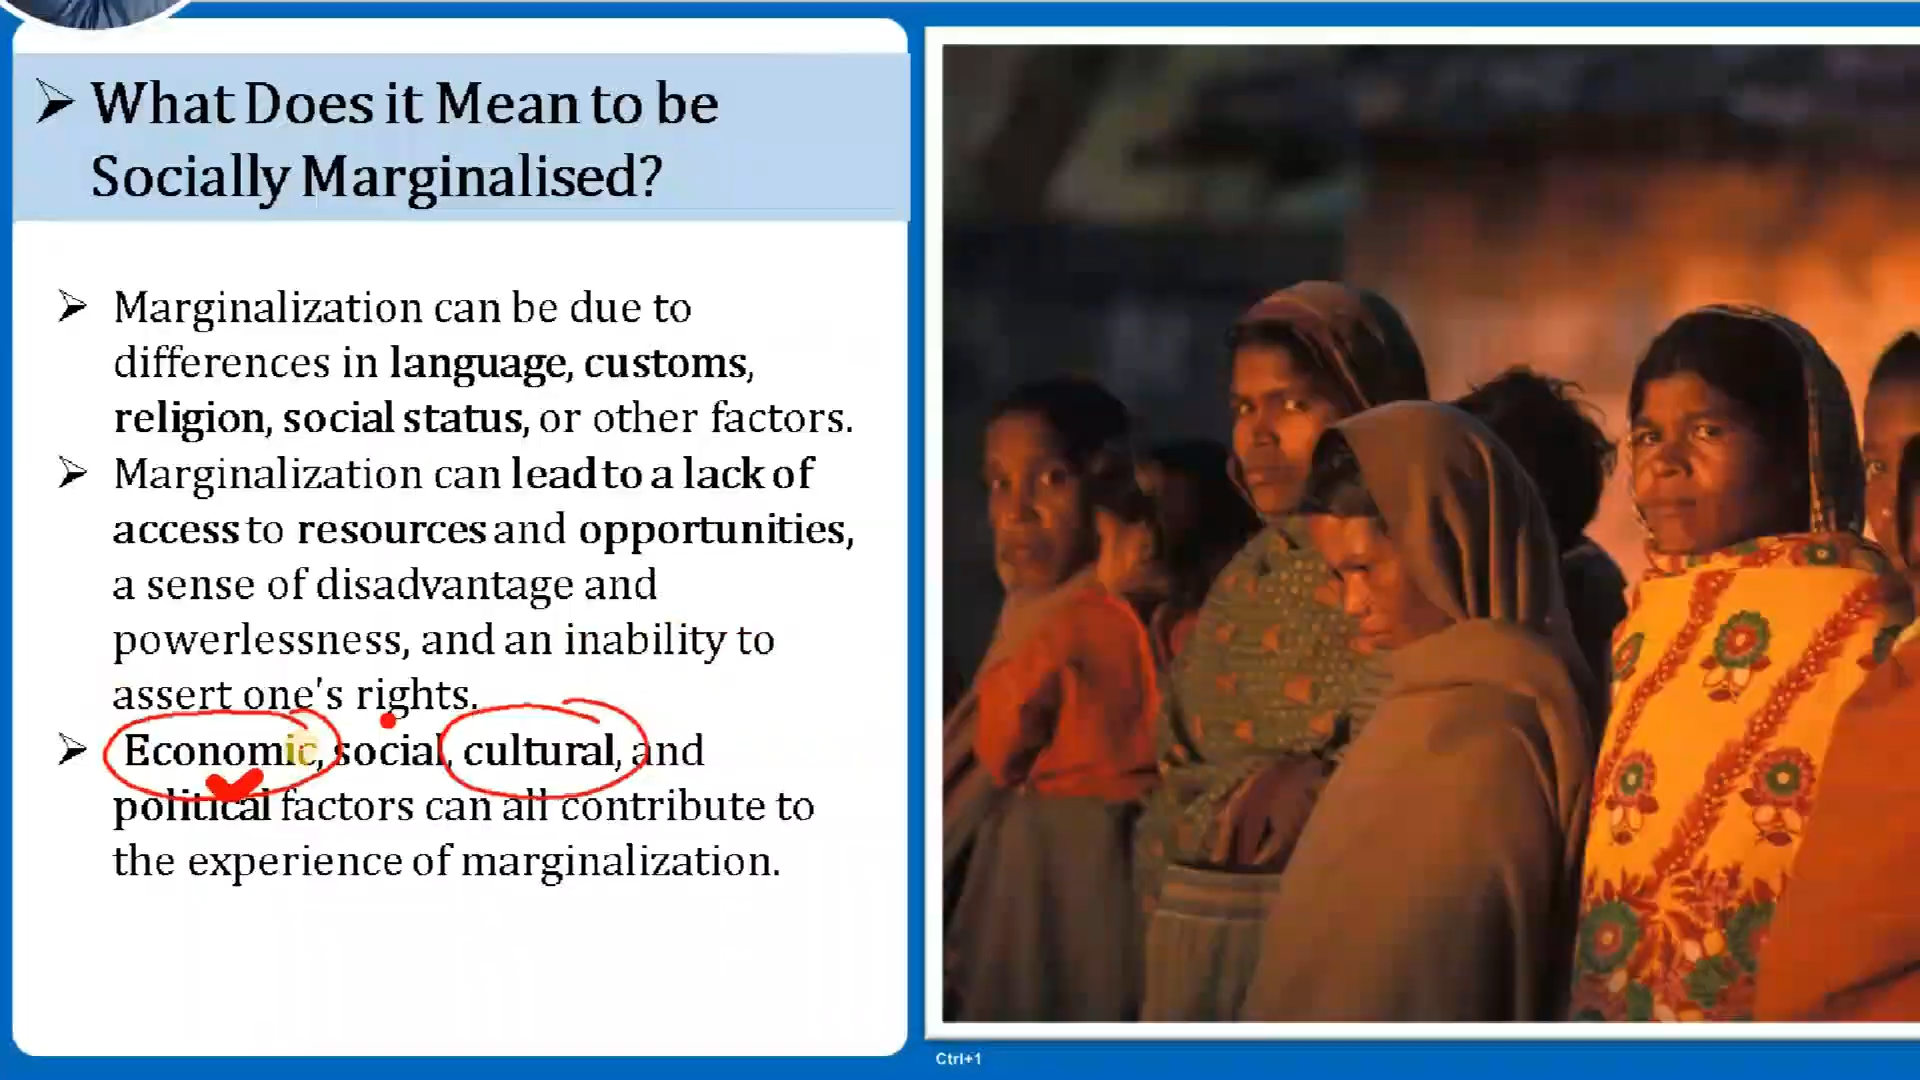 What Does it Mean to be
Socially Marginalised?
Marginalization can be due to
differences in language, customs,
religion, social status, or other factors.
Marginalization can lead to a lack of
access to resources and opportunities,
a sense of disadvantage and
powerlessness, and an inability to
assert one's rights.
Economic, social, cultural, and
political factors can all contribute to
the experience of marginalization.
Ctrl+1